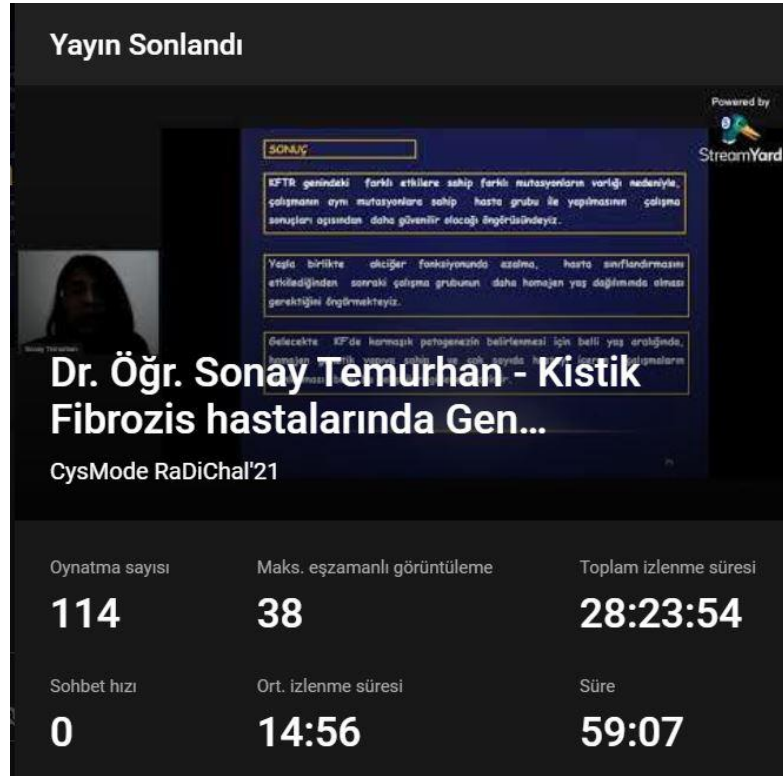 Yayın Sonlandı
Powered by
StreamYard
SONUÇ
KFTR genindeki farklı etkilere sahip farklı mutasyonların varlığı nedeniyle,
çalışmanın aynı mutasyonlara sahip hasta grubu ile yapılmasının çalışma
sonuçları açısından daha güvenilir olacağı öngörüsündeyiz.
Yaşla birlikte akciğer fonksiyonunda azalma, hasta sınıflandırmasını
etkilediğinden sonraki çalışma grubunun daha homojen yaş dağılımında olması
gerektiğini öngörmekteyiz.
Gelecekte KF'de karmaşık patogenezin belirlenmesi için belli yaş aralığında,
Sonay Temurhan
Dr. Öğr. Sonay Temurhan - Kistik
Fibrozis hastalarında Gen...
CysMode RaDiChal'21
Oynatma sayısı
Maks. eşzamanlı görüntüleme
Toplam izlenme süresi
114
38
28:23:54
Sohbet hızı
Ort. izlenme süresi
Süre
0
14:56
59:07